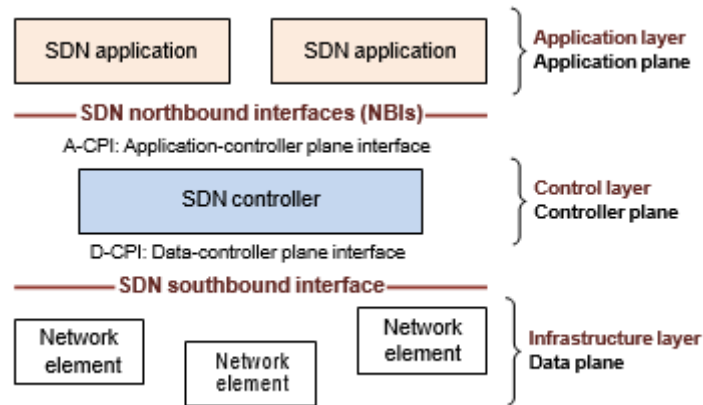 SDN application
SDN application
Application layer
Application plane
SDN northbound interfaces (NBIs)
A-CPI: Application-controller plane interface
SDN controller
Control layer
Controller plane
D-CPI: Data-controller plane interface
SDN southbound interface
Network
element
Network
element
Network
element
Infrastructure layer
Data plane